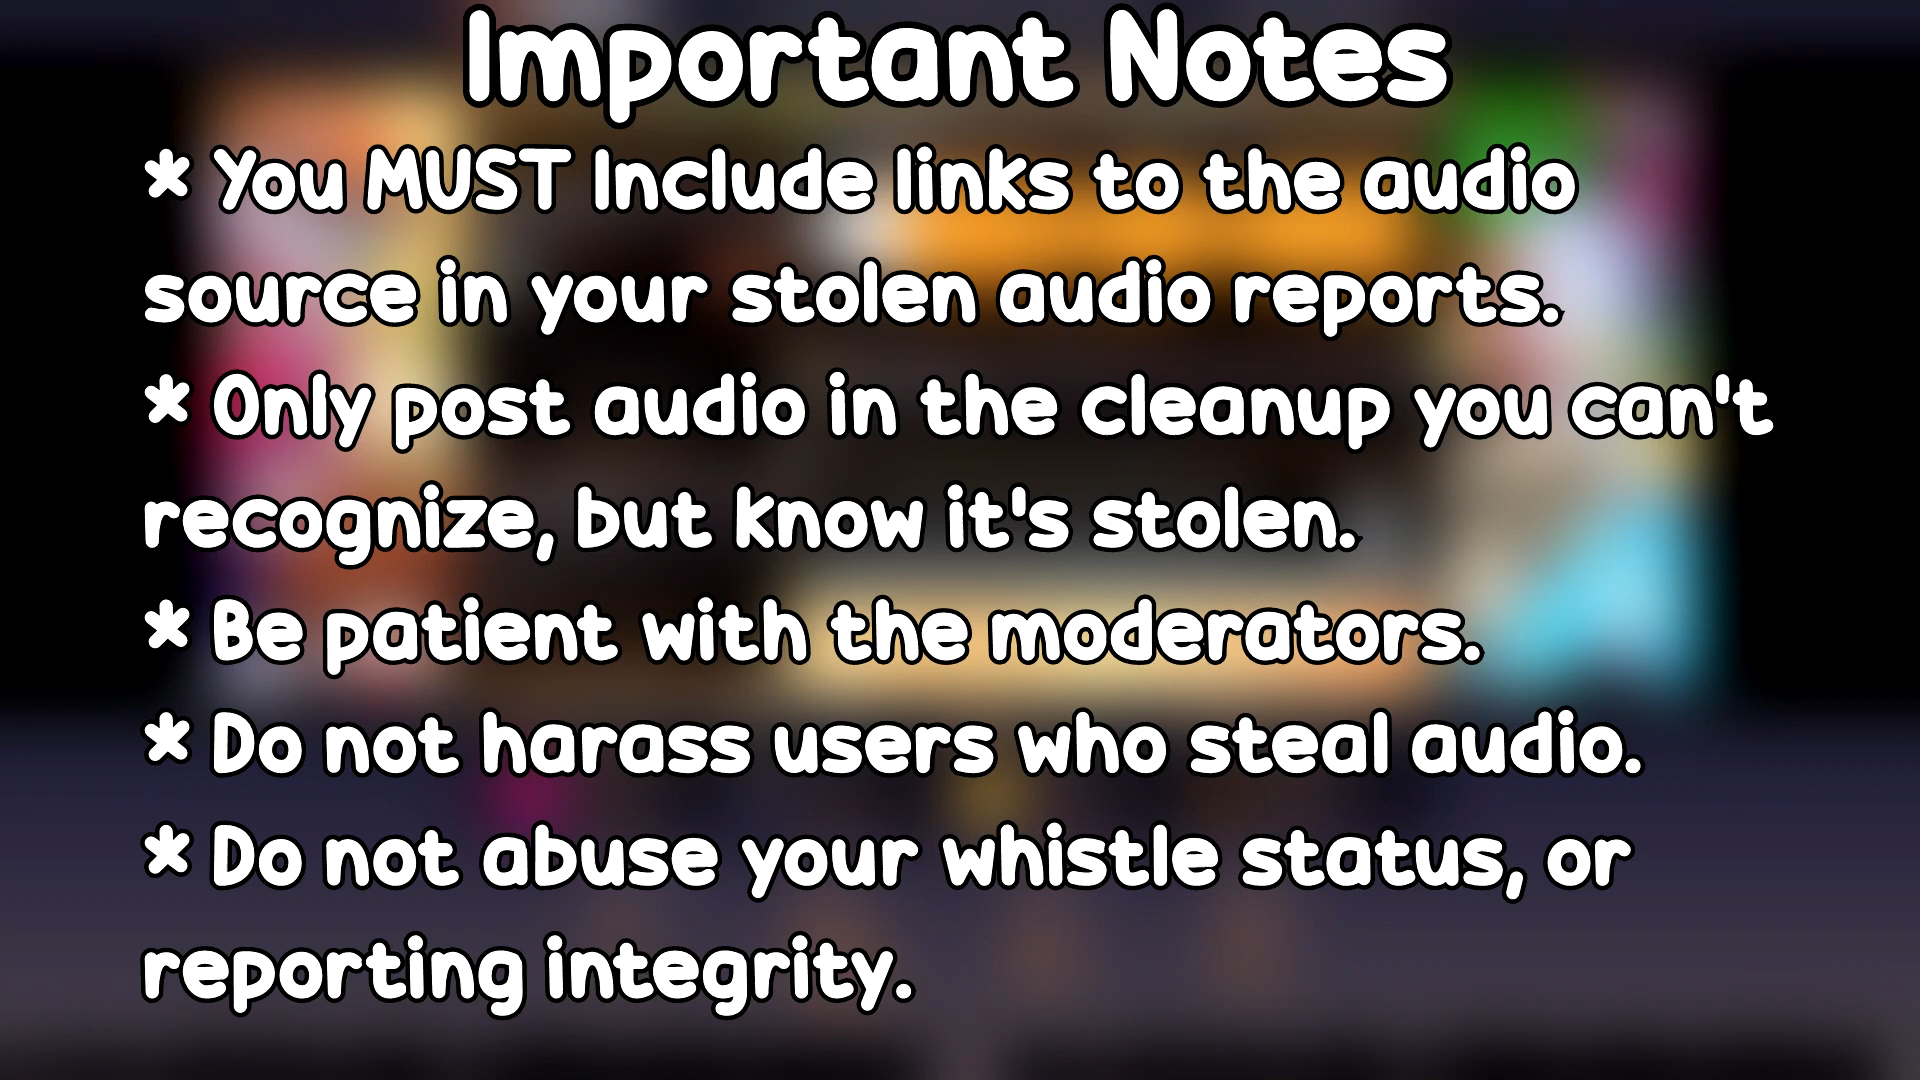 Important Notes
* You MUST Include links to the audio
source in your stolen audio reports.
* Only post audio in the cleanup you can't
recognize, but know it's stolen.
* Be patient with the moderators.
* Do not harass users who steal audio.
* Do not abuse your whistle status, or
reporting integrity.